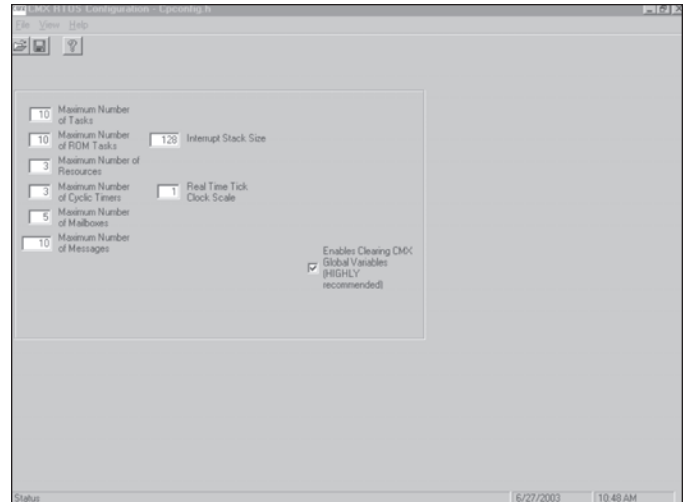 CMX RTOS Configuration - Cpconfig.h
File View Help
10 Maximum Number
of Tasks
10 Maximum Number
of ROM Tasks
128 Interrupt Stack Size
3 Maximum Number of
Resources
3 Maximum Number
of Cyclic Timers
1 Real Time Tick
Clock Scale
5 Maximum Number
of Mailboxes
10 Maximum Number
of Messages
Enables Clearing CMX
Global Variables
(HIGHLY
recommended)
Status 6/27/2003 10:48 AM